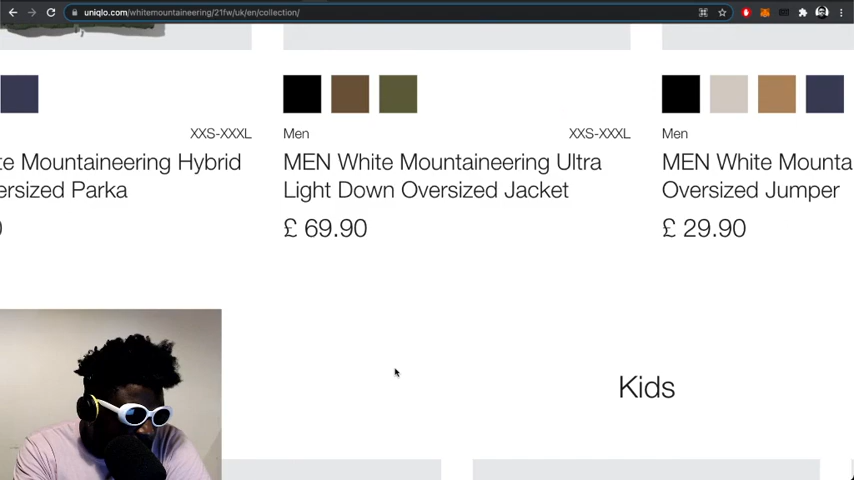 uniqlo.com/whitemountaineering/21fw/uk/en/collection/
XXS-XXXL
te Mountaineering Hybrid
ersized Parka
0
Men
XXS-XXXL
MEN White Mountaineering Ultra
Light Down Oversized Jacket
£ 69.90
Men
MEN White Mounta
Oversized Jumper
£ 29.90
Kids